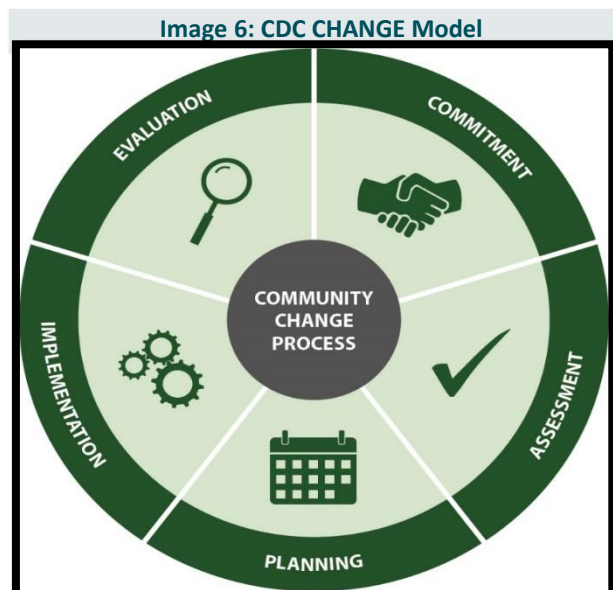 Image 6: CDC CHANGE Model
EVALUATION
COMMITMENT
COMMUNITY
CHANGE
PROCESS
IMPLEMENTATION
ASSESSMENT
PLANNING